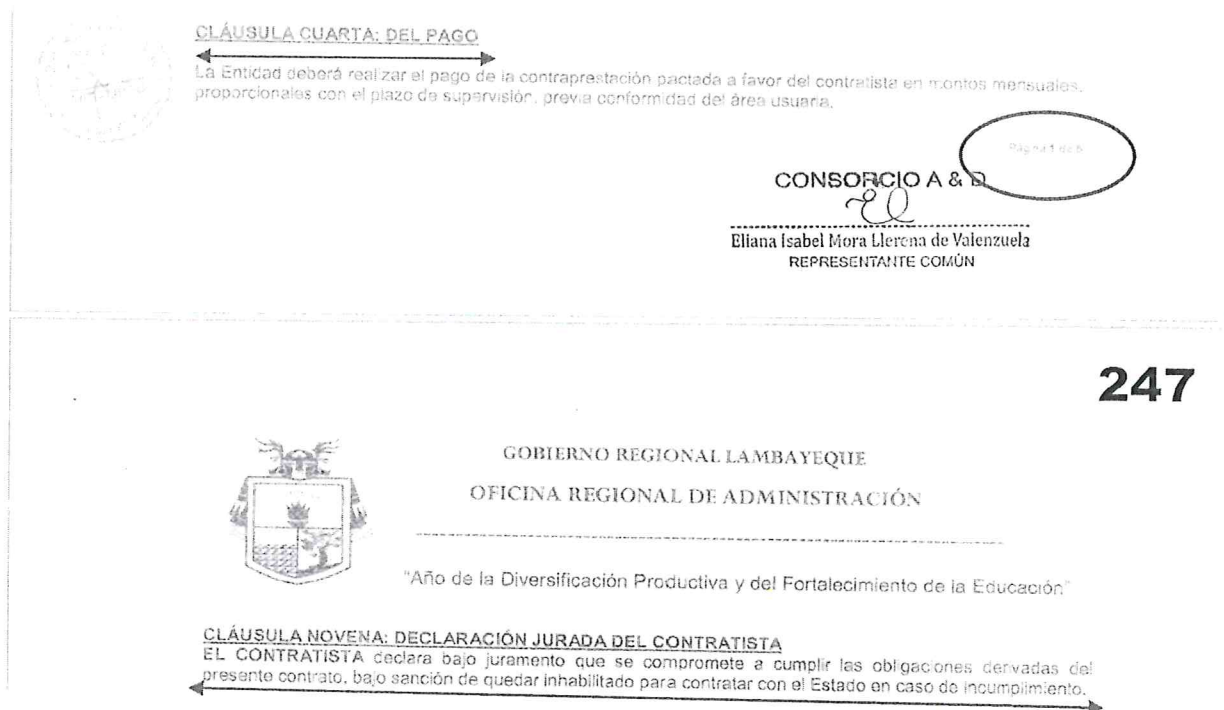 CLÁUSULA CUARTA: DEL PAGO
La Entidad deberá realizar el pago de la contraprestación pactada a favor del contratista en montos mensuales,
proporcionales con el plazo de supervisión, previa conformidad del área usuaria.
Página 1 de 5
CONSORCIO A & D
Eliana Isabel Mora Llerena de Valenzuela
REPRESENTANTE COMÚN
247
GOBIERNO REGIONAL LAMBAYEQUE
OFICINA REGIONAL DE ADMINISTRACIÓN
"Año de la Diversificación Productiva y del Fortalecimiento de la Educación"
CLÁUSULA NOVENA: DECLARACIÓN JURADA DEL CONTRATISTA
EL CONTRATISTA declara bajo juramento que se compromete a cumplir las obligaciones derivadas del
presente contrato, bajo sanción de quedar inhabilitado para contratar con el Estado en caso de incumplimiento.